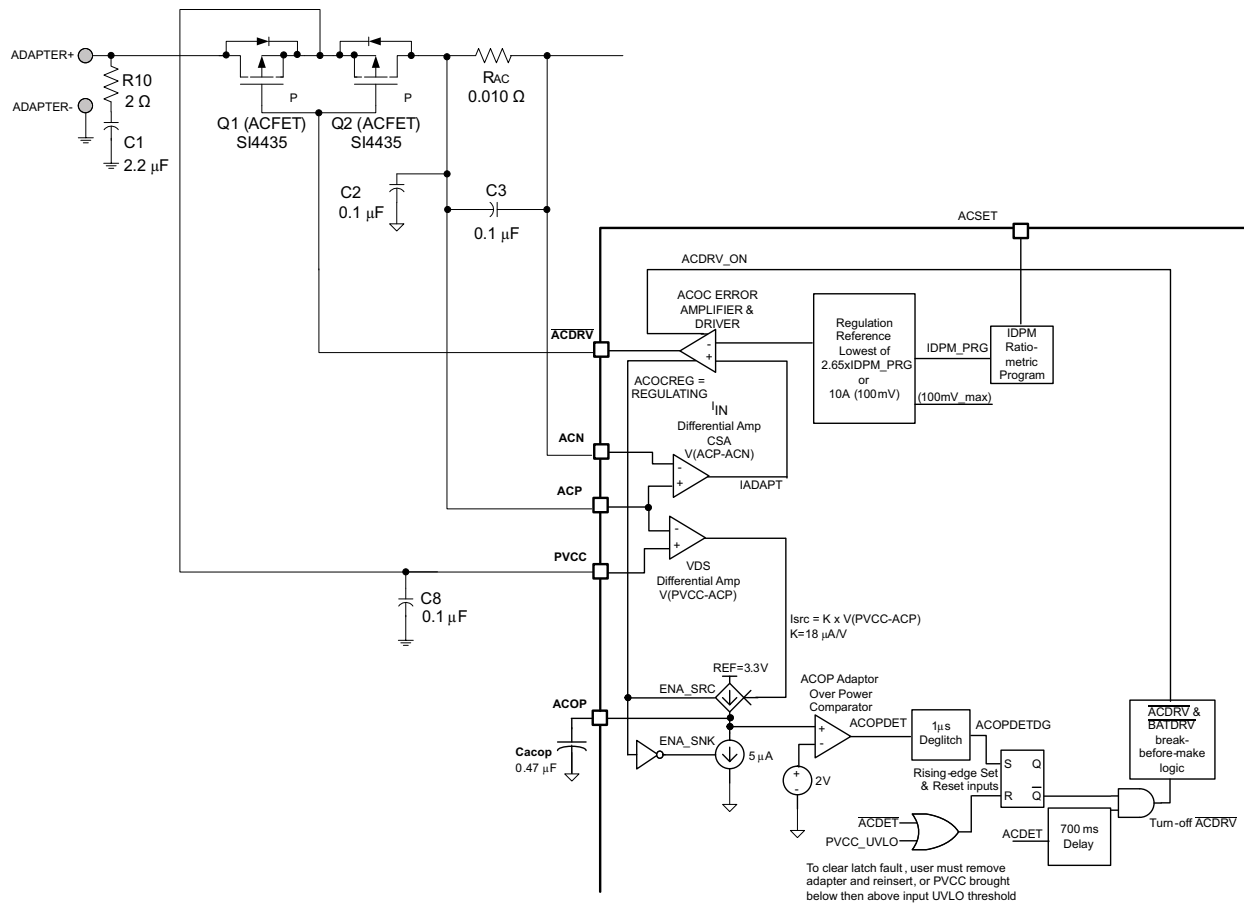 ADAPTER+
R10
2 Ω
ADAPTER-
C1
2.2 µF
P
P
Q1 (ACFET)
SI4435
Q2 (ACFET)
SI4435
RAC
0.010 Ω
C2
0.1 µF
C3
0.1 µF
ACSET
ACDRV_ON
ACOC ERROR
AMPLIFIER &
DRIVER
ACDRV
-
+
ACOCREG =
REGULATING
Regulation
Reference
Lowest of
2.65xIDPM_PRG
or
10A (100mV)
IDPM_PRG
(100mV_max)
IDPM
Ratio-
metric
Program
IIN
Differential Amp
CSA
V(ACP-ACN)
ACN
-
+
IADAPT
ACP
-
+
PVCC
VDS
Differential Amp
V(PVCC-ACP)
C8
0.1 µF
Isrc = K x V(PVCC-ACP)
K=18 µA/V
REF=3.3V
ENA_SRC
ACOP
Cacop
0.47 µF
ENA_SNK
5 µA
ACOP Adaptor
Over Power
Comparator
+
-
ACOPDET
+
-
2V
1µs
Deglitch
ACOPDETDG
Rising-edge Set
& Reset inputs
S
Q
R
Q
ACDRV &
BATDRV
break-
before-make
logic
ACDET
PVCC_UVLO
ACDET
700 ms
Delay
Turn-off ACDRV
To clear latch fault, user must remove
adapter and reinsert, or PVCC brought
below then above input UVLO threshold